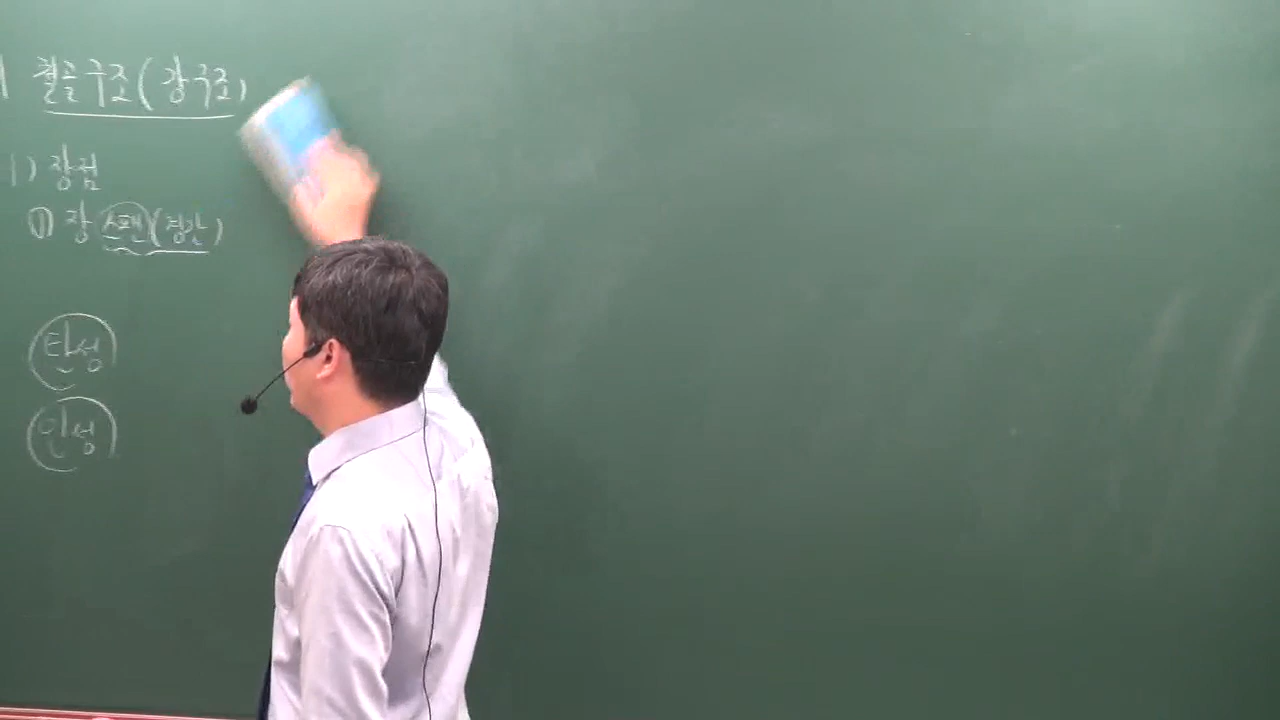 철골구조(강구조)
1) 장점
① 장 스팬(경간)
탄성
인성